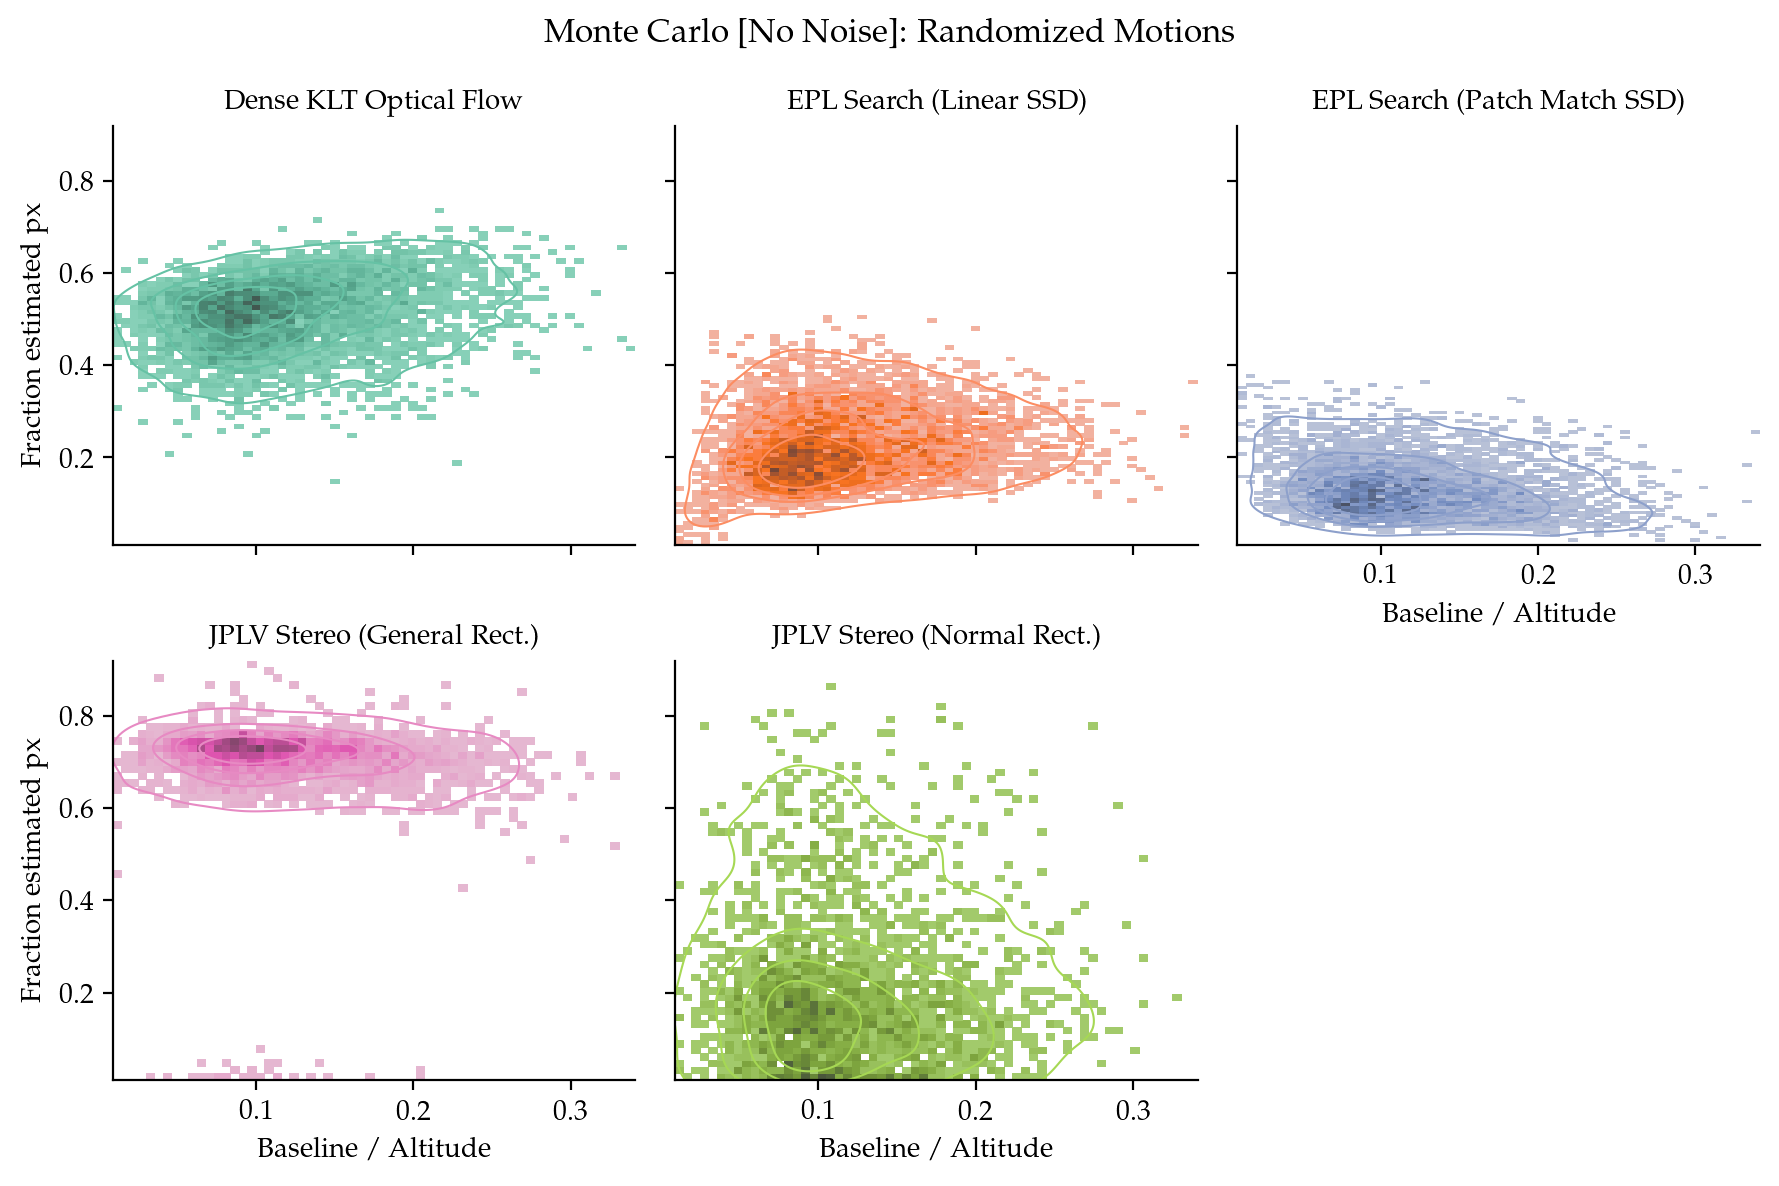 Monte Carlo [No Noise]: Randomized Motions
Dense KLT Optical Flow
EPL Search (Linear SSD)
EPL Search (Patch Match SSD)
Fraction estimated px
0.8
0.6
0.4
0.2
0.1
0.2
0.3
Baseline / Altitude
JPLV Stereo (General Rect.)
JPLV Stereo (Normal Rect.)
Fraction estimated px
0.8
0.6
0.4
0.2
0.1
0.2
0.3
Baseline / Altitude
0.1
0.2
0.3
Baseline / Altitude